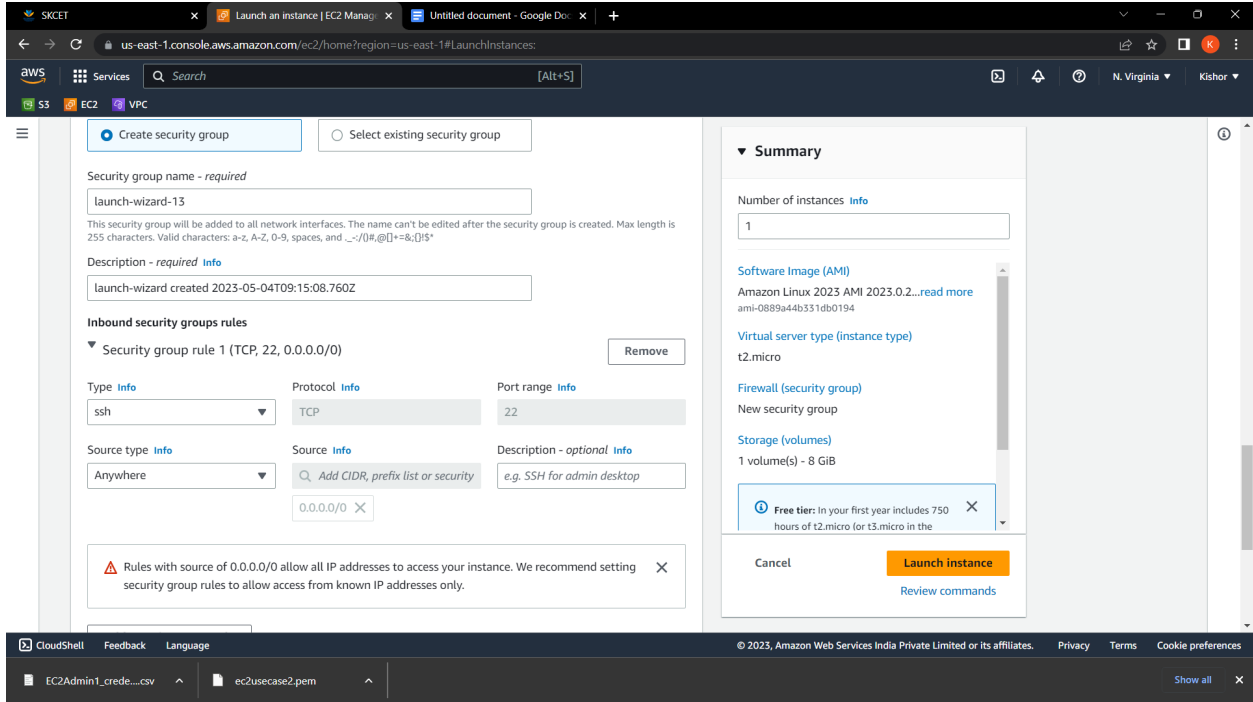 SKCET
Launch an instance | EC2 Manage
Untitled document - Google Doc
us-east-1.console.aws.amazon.com/ec2/home?region=us-east-1#LaunchInstances:
K
aws
Services
Search
[Alt+S]
N. Virginia ▼
Kishor ▼
S3
EC2
VPC
Create security group
Select existing security group
Security group name - required
launch-wizard-13
This security group will be added to all network interfaces. The name can't be edited after the security group is created. Max length is
255 characters. Valid characters: a-z, A-Z, 0-9, spaces, and ._-:/()#,@[]+=&;{}!$*
Description - required Info
launch-wizard created 2023-05-04T09:15:08.760Z
Inbound security groups rules
Security group rule 1 (TCP, 22, 0.0.0.0/0)
Remove
Type Info
Protocol Info
Port range Info
ssh
TCP
22
Source type Info
Source Info
Description - optional Info
Anywhere
Add CIDR, prefix list or security
e.g. SSH for admin desktop
0.0.0.0/0
Rules with source of 0.0.0.0/0 allow all IP addresses to access your instance. We recommend setting
security group rules to allow access from known IP addresses only.
Summary
Number of instances Info
1
Software Image (AMI)
Amazon Linux 2023 AMI 2023.0.2...read more
ami-0889a44b331db0194
Virtual server type (instance type)
t2.micro
Firewall (security group)
New security group
Storage (volumes)
1 volume(s) - 8 GiB
Free tier: In your first year includes 750
hours of t2.micro (or t3.micro in the
Cancel
Launch instance
Review commands
CloudShell
Feedback
Language
© 2023, Amazon Web Services India Private Limited or its affiliates.
Privacy
Terms
Cookie preferences
EC2Admin1_crede....csv
ec2usecase2.pem
Show all